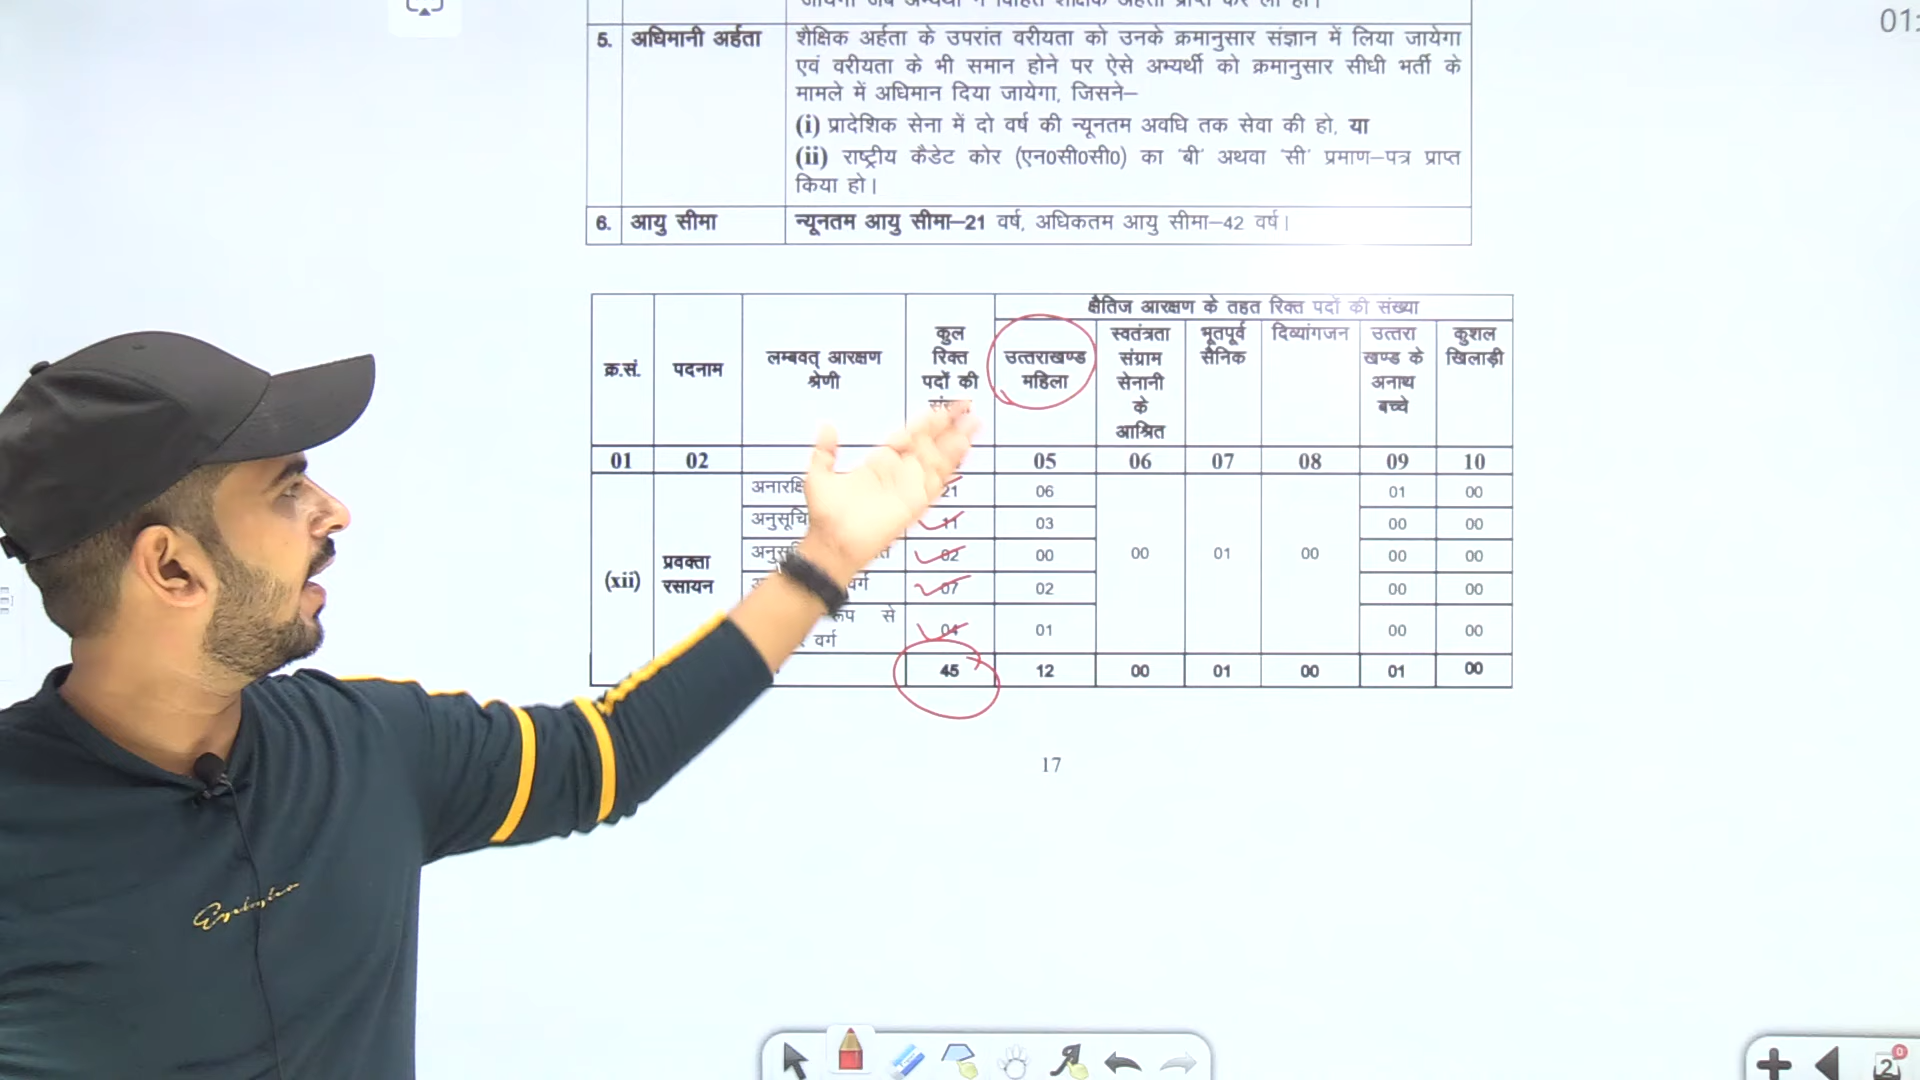 01:
5. अधिमानी अर्हता
शैक्षिक अर्हता के उपरांत वरीयता को उनके क्रमानुसार संज्ञान में लिया जायेगा
एवं वरीयता के भी समान होने पर ऐसे अभ्यर्थी को क्रमानुसार सीधी भर्ती के
मामले में अधिमान दिया जायेगा, जिसने—
(i) प्रादेशिक सेना में दो वर्ष की न्यूनतम अवधि तक सेवा की हो, या
(ii) राष्ट्रीय कैडेट कोर (एन0सी0सी0) का 'बी' अथवा 'सी' प्रमाण–पत्र प्राप्त
किया हो।
6. आयु सीमा न्यूनतम आयु सीमा–21 वर्ष, अधिकतम आयु सीमा–42 वर्ष।
क्षैतिज आरक्षण के तहत रिक्त पदों की संख्या
क्र.सं.
पदनाम
लम्बवत् आरक्षण
श्रेणी
कुल
रिक्त
पदों की
उत्तराखण्ड
महिला
स्वतंत्रता
संग्राम
सेनानी
के
आश्रित
भूतपूर्व
सैनिक
दिव्यांगजन
उत्तरा
खण्ड के
अनाथ
बच्चे
कुशल
खिलाड़ी
01 02 05 06 07 08 09 10
(xii)
प्रवक्ता
रसायन
21 06 01 00
11 03 00 00
02 00 00 00
00 01 00
वर्ग 07 02 00 00
रूप से
वर्ग
04 01 00 00
45 12 00 01 00 01 00
17
2
0